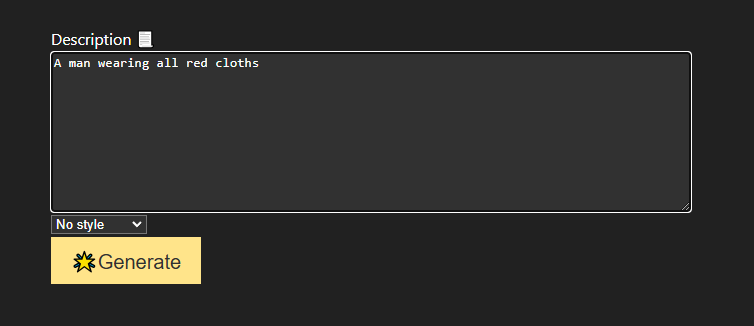 Description 📃
A man wearing all red cloths
No style
🌟Generate